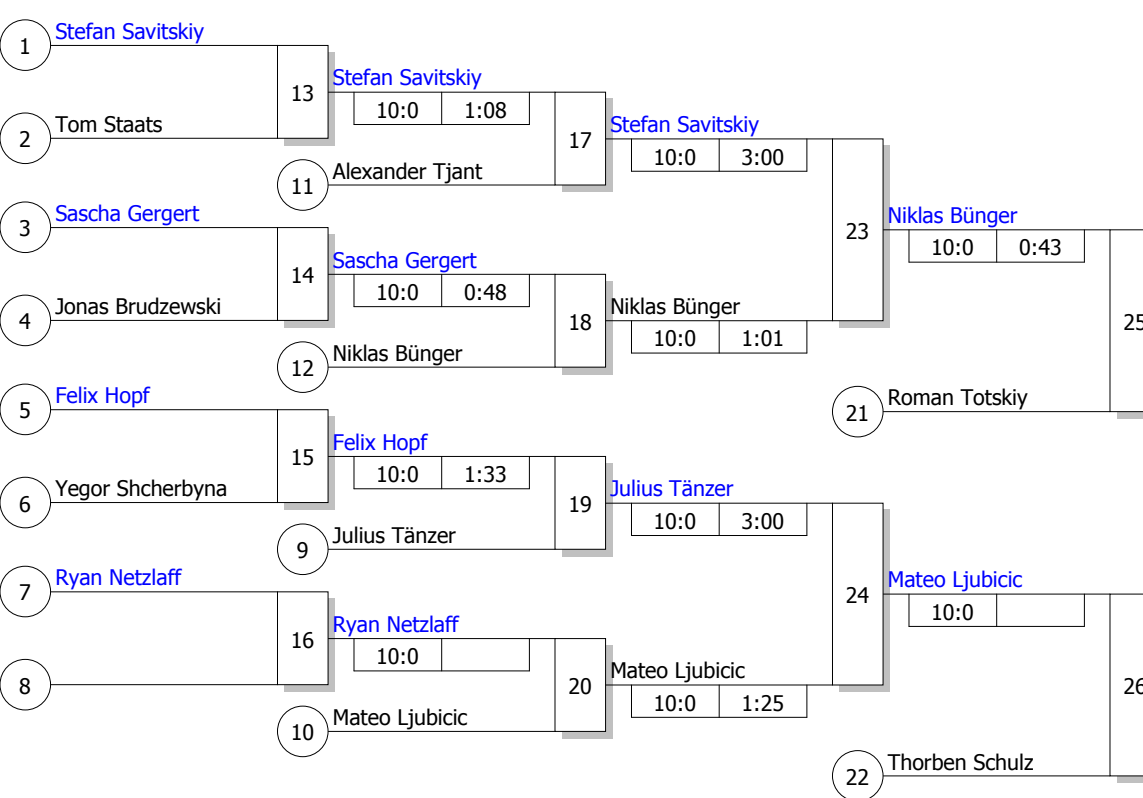 Stefan Savitskiy
1
13
Stefan Savitskiy
10:0 1:08
2
Tom Staats
17
Stefan Savitskiy
10:0 3:00
11
Alexander Tjant
3
Sascha Gergert
23
Niklas Bünger
10:0 0:43
14
Sascha Gergert
10:0 0:48
4
Jonas Brudzewski
18
Niklas Bünger
10:0 1:01
25
12
Niklas Bünger
5
Felix Hopf
21
Roman Totskiy
15
Felix Hopf
10:0 1:33
6
Yegor Shcherbyna
19
Julius Tänzer
10:0 3:00
9
Julius Tänzer
7
Ryan Netzlaff
24
Mateo Ljubicic
10:0
16
Ryan Netzlaff
10:0
8
20
Mateo Ljubicic
10:0 1:25
26
10
Mateo Ljubicic
22
Thorben Schulz